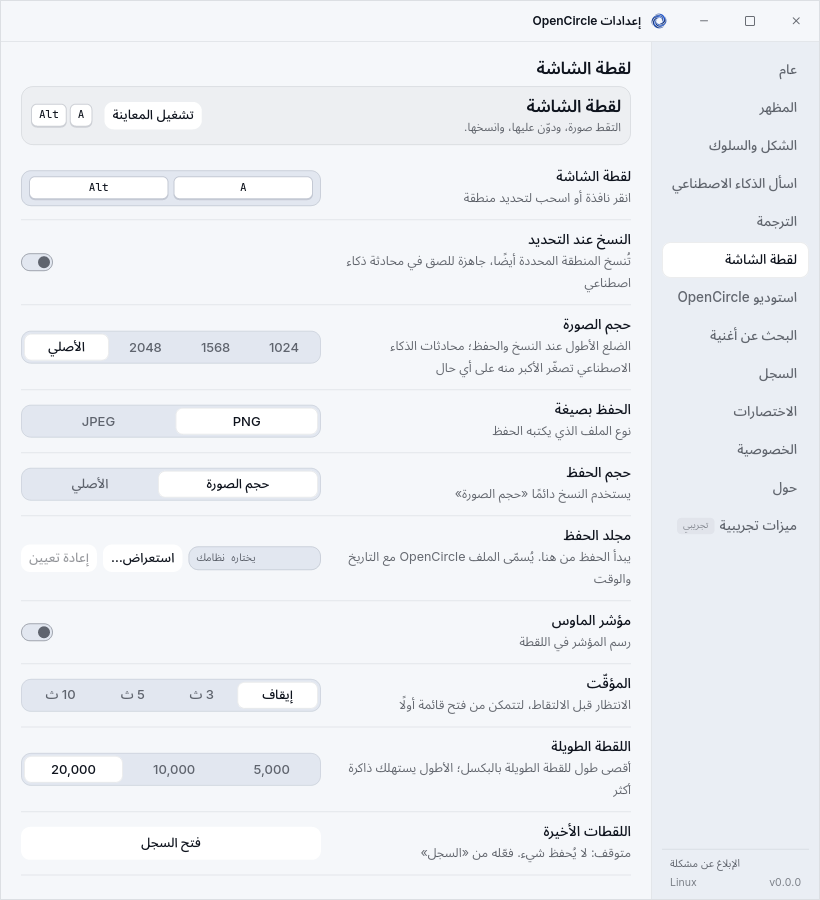 إعدادات OpenCircle
عام
المظهر
الشكل والسلوك
اسأل الذكاء الاصطناعي
الترجمة
لقطة الشاشة
استوديو OpenCircle
البحث عن أغنية
السجل
الاختصارات
الخصوصية
حول
ميزات تجريبية تجريبي
الإبلاغ عن مشكلة
Linux v0.0.0
لقطة الشاشة
لقطة الشاشة
التقط صورة، ودوّن عليها، وانسخها.
تشغيل المعاينة
Alt A
لقطة الشاشة
انقر نافذة أو اسحب لتحديد منطقة
Alt A
النسخ عند التحديد
تُنسخ المنطقة المحددة أيضًا، جاهزة للصق في محادثة ذكاء
اصطناعي
حجم الصورة
الضلع الأطول عند النسخ والحفظ؛ محادثات الذكاء
الاصطناعي تصغّر الأكبر منه على أي حال
1024 1568 2048 الأصلي
الحفظ بصيغة
نوع الملف الذي يكتبه الحفظ
PNG JPEG
حجم الحفظ
يستخدم النسخ دائمًا «حجم الصورة»
حجم الصورة الأصلي
مجلد الحفظ
يبدأ الحفظ من هنا. يُسمّى الملف OpenCircle مع التاريخ
والوقت
يختاره نظامك استعراض... إعادة تعيين
مؤشر الماوس
رسم المؤشر في اللقطة
المؤقّت
الانتظار قبل الالتقاط، لتتمكن من فتح قائمة أولًا
إيقاف 3 ث 5 ث 10 ث
اللقطة الطويلة
أقصى طول للقطة الطويلة بالبكسل؛ الأطول يستهلك ذاكرة
أكثر
5,000 10,000 20,000
اللقطات الأخيرة
متوقف: لا يُحفظ شيء. فعّله من «السجل»
فتح السجل